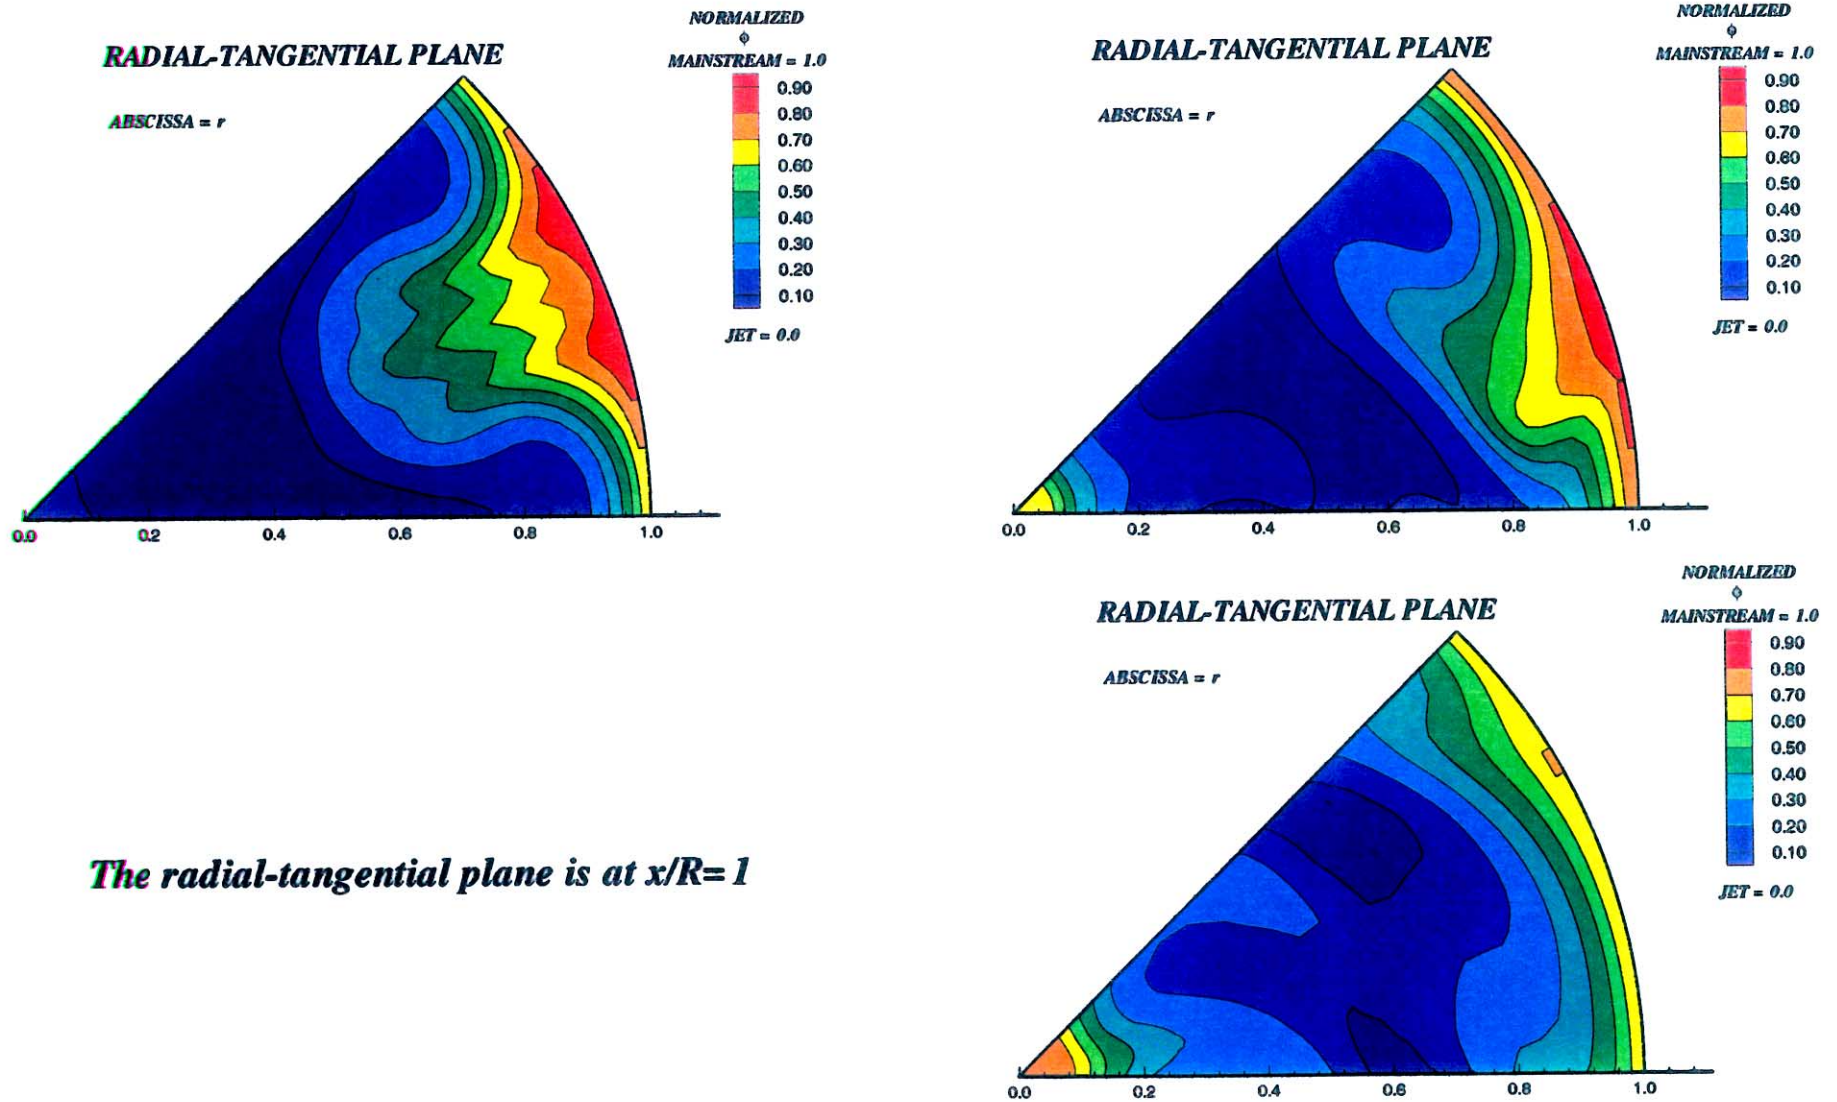 RADIAL-TANGENTIAL PLANE
ABSCISSA = r
NORMALIZED
ϕ
MAINSTREAM = 1.0
0.90
0.80
0.70
0.60
0.50
0.40
0.30
0.20
0.10
JET = 0.0
0.0 0.2 0.4 0.6 0.8 1.0
RADIAL-TANGENTIAL PLANE
ABSCISSA = r
NORMALIZED
ϕ
MAINSTREAM = 1.0
0.90
0.80
0.70
0.60
0.50
0.40
0.30
0.20
0.10
JET = 0.0
0.0 0.2 0.4 0.6 0.8 1.0
The radial-tangential plane is at x/R=1
RADIAL-TANGENTIAL PLANE
ABSCISSA = r
NORMALIZED
ϕ
MAINSTREAM = 1.0
0.90
0.80
0.70
0.60
0.50
0.40
0.30
0.20
0.10
JET = 0.0
0.0 0.2 0.4 0.6 0.8 1.0